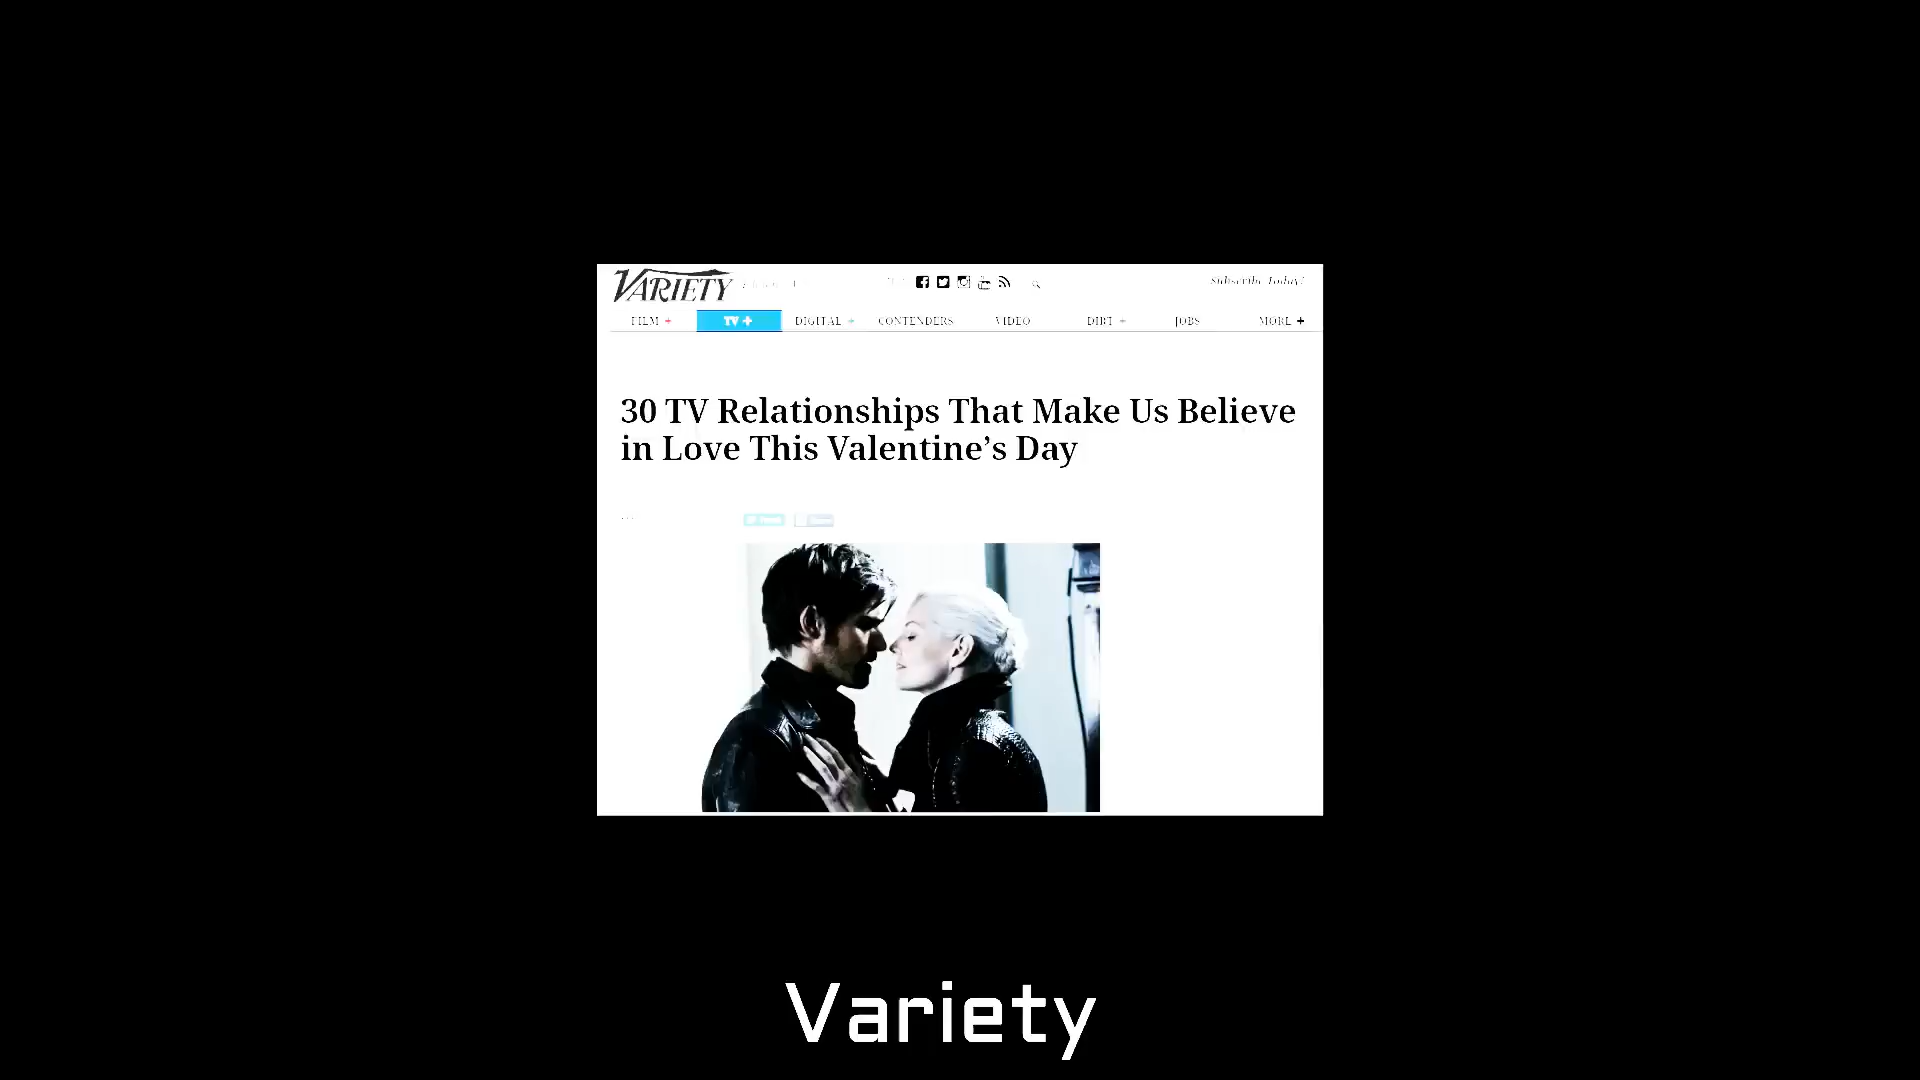 VARIETY
Subscribe Today!
FILM + TV + DIGITAL + CONTENDERS VIDEO DIRT + JOBS MORE +
30 TV Relationships That Make Us Believe
in Love This Valentine’s Day
Variety